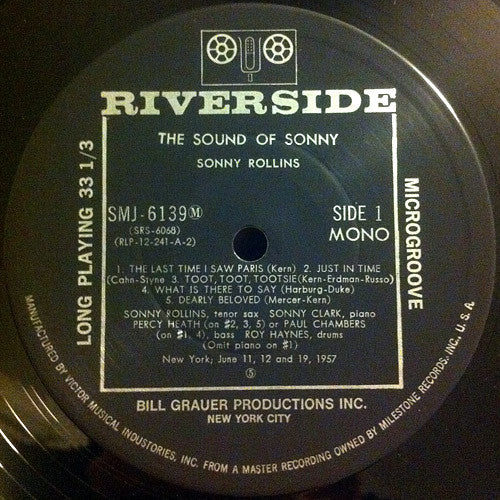 RIVERSIDE
THE SOUND OF SONNY
SONNY ROLLINS
LONG PLAYING 33 1/3
MICROGROOVE
SMJ-6139 Ⓜ
(SRS-6068)
(RLP-12-241-A-2)
SIDE 1
MONO
1. THE LAST TIME I SAW PARIS (Kern) 2. JUST IN TIME
(Cahn-Styne 3. TOOT, TOOT, TOOTSIE(Kern-Erdman-Russo)
4. WHAT IS THERE TO SAY (Harburg-Duke)
5. DEARLY BELOVED (Mercer-Kern)
SONNY ROLLINS, tenor sax SONNY CLARK, piano
PERCY HEATH (on #2, 3, 5) or PAUL CHAMBERS
(on #1, 4), bass ROY HAYNES, drums
(Omit piano on #1)
New York; June 11, 12 and 19, 1957
Ⓢ
BILL GRAUER PRODUCTIONS INC.
NEW YORK CITY
MANUFACTURED BY VICTOR MUSICAL INDUSTRIES, INC. FROM A MASTER RECORDING OWNED BY MILESTONE RECORDS, INC. U.S.A.